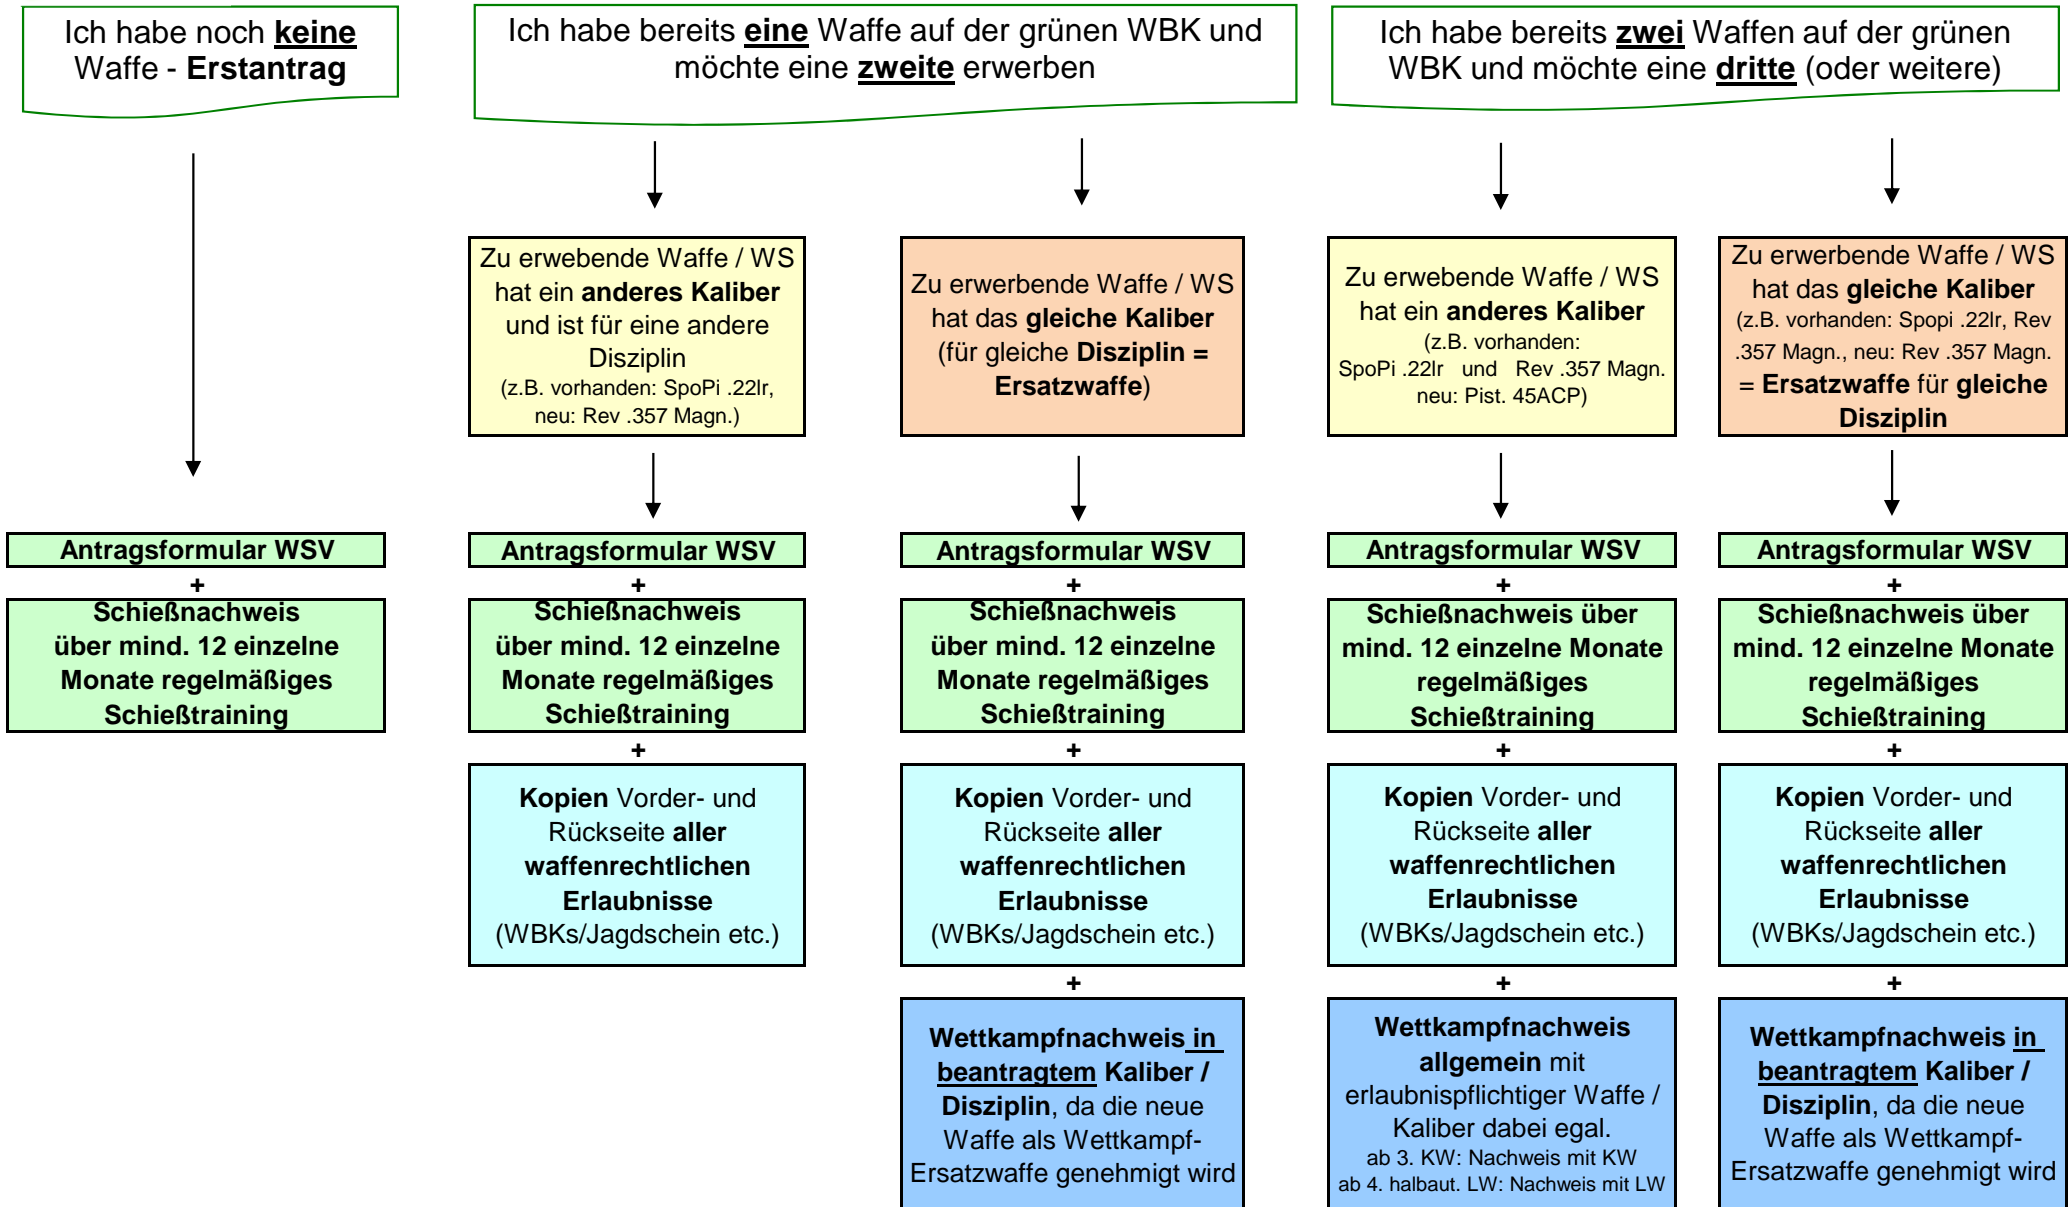 Ich habe noch keine
Waffe - Erstantrag
Ich habe bereits eine Waffe auf der grünen WBK und
möchte eine zweite erwerben
Ich habe bereits zwei Waffen auf der grünen
WBK und möchte eine dritte (oder weitere)
Zu erwebende Waffe / WS
hat ein anderes Kaliber
und ist für eine andere
Disziplin
(z.B. vorhanden: SpoPi .22lr,
neu: Rev .357 Magn.)
Zu erwerbende Waffe / WS
hat das gleiche Kaliber
(für gleiche Disziplin =
Ersatzwaffe)
Zu erwebende Waffe / WS
hat ein anderes Kaliber
(z.B. vorhanden:
SpoPi .22lr und Rev .357 Magn.
neu: Pist. 45ACP)
Zu erwerbende Waffe / WS
hat das gleiche Kaliber
(z.B. vorhanden: Spopi .22lr, Rev
.357 Magn., neu: Rev .357 Magn.
= Ersatzwaffe für gleiche
Disziplin
Antragsformular WSV
+
Schießnachweis
über mind. 12 einzelne
Monate regelmäßiges
Schießtraining
Antragsformular WSV
+
Schießnachweis
über mind. 12 einzelne
Monate regelmäßiges
Schießtraining
+
Kopien Vorder- und
Rückseite aller
waffenrechtlichen
Erlaubnisse
(WBKs/Jagdschein etc.)
Antragsformular WSV
+
Schießnachweis
über mind. 12 einzelne
Monate regelmäßiges
Schießtraining
+
Kopien Vorder- und
Rückseite aller
waffenrechtlichen
Erlaubnisse
(WBKs/Jagdschein etc.)
+
Wettkampfnachweis in
beantragtem Kaliber /
Disziplin, da die neue
Waffe als Wettkampf-
Ersatzwaffe genehmigt wird
Antragsformular WSV
+
Schießnachweis über
mind. 12 einzelne Monate
regelmäßiges
Schießtraining
+
Kopien Vorder- und
Rückseite aller
waffenrechtlichen
Erlaubnisse
(WBKs/Jagdschein etc.)
+
Wettkampfnachweis
allgemein mit
erlaubnispflichtiger Waffe /
Kaliber dabei egal.
ab 3. KW: Nachweis mit KW
ab 4. halbaut. LW: Nachweis mit LW
Antragsformular WSV
+
Schießnachweis über
mind. 12 einzelne Monate
regelmäßiges
Schießtraining
+
Kopien Vorder- und
Rückseite aller
waffenrechtlichen
Erlaubnisse
(WBKs/Jagdschein etc.)
+
Wettkampfnachweis in
beantragtem Kaliber /
Disziplin, da die neue
Waffe als Wettkampf-
Ersatzwaffe genehmigt wird